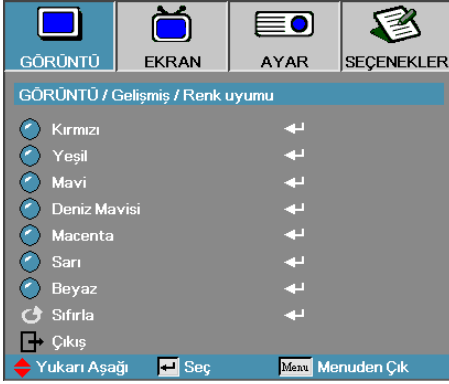 GÖRÜNTÜ EKRAN AYAR SEÇENEKLER
GÖRÜNTÜ / Gelişmiş / Renk uyumu
Kırmızı
Yeşil
Mavi
Deniz Mavisi
Macenta
Sarı
Beyaz
Sıfırla
Çıkış
Yukarı Aşağı Seç Menu Menuden Çık